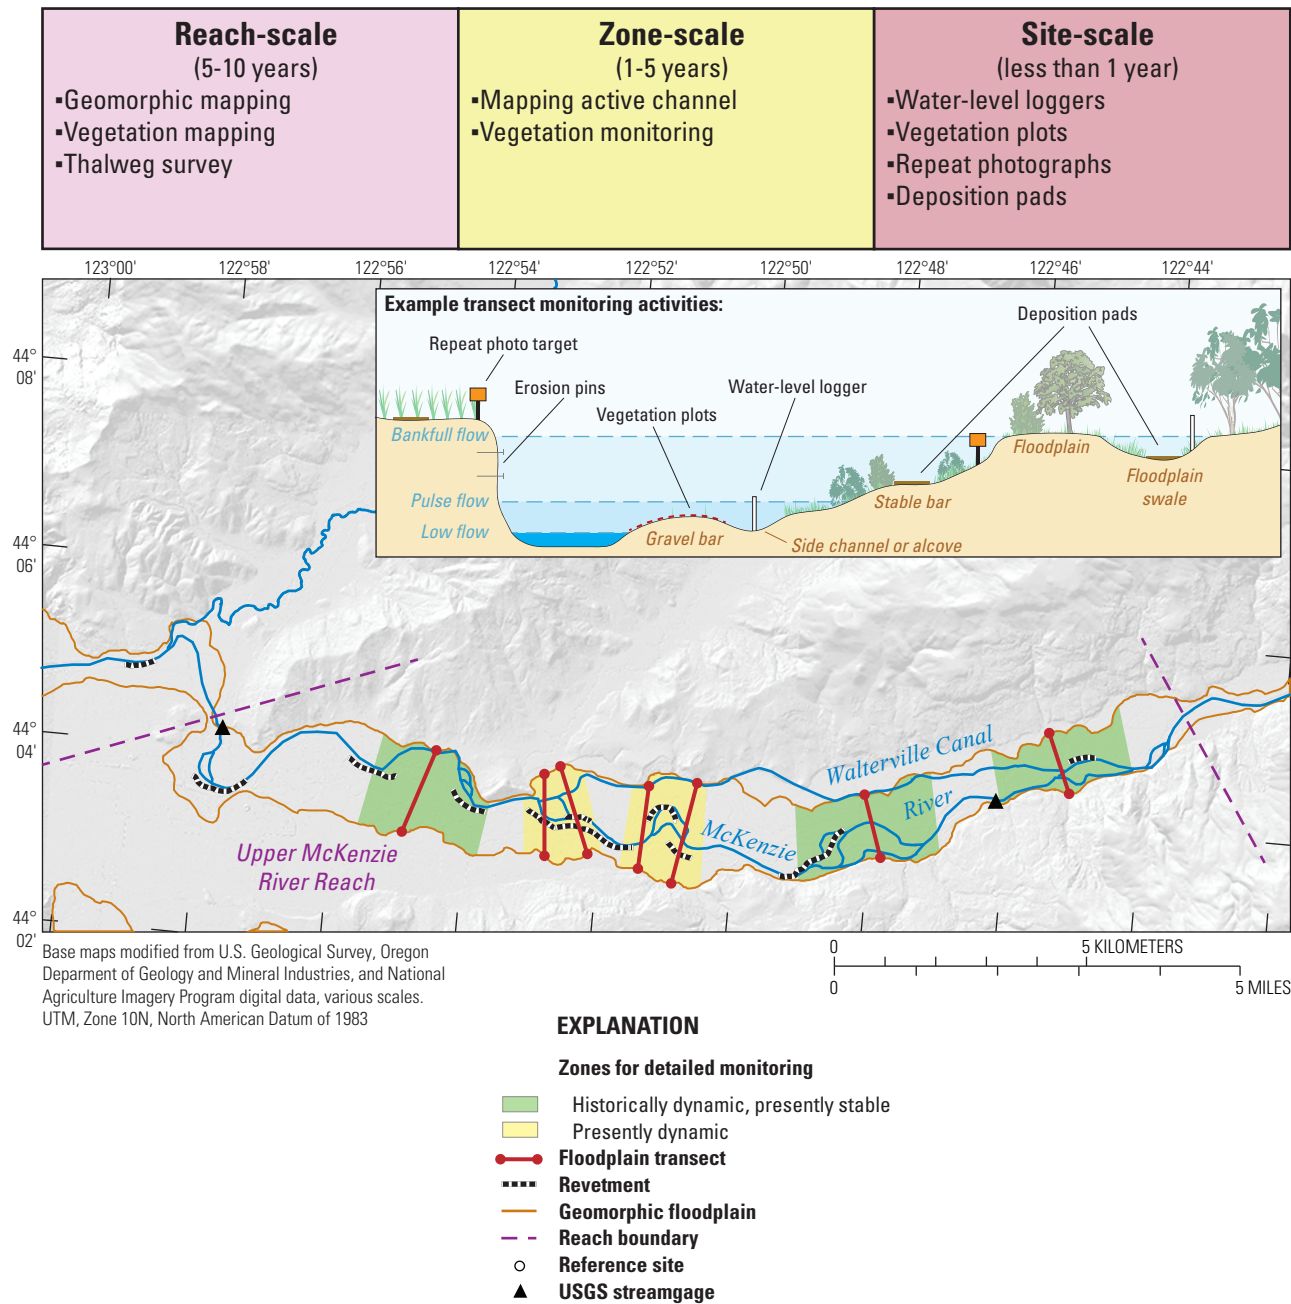 Reach-scale
(5-10 years)
▪Geomorphic mapping
▪Vegetation mapping
▪Thalweg survey
Zone-scale
(1-5 years)
▪Mapping active channel
▪Vegetation monitoring
Site-scale
(less than 1 year)
▪Water-level loggers
▪Vegetation plots
▪Repeat photographs
▪Deposition pads
123°00' 122°58' 122°56' 122°54' 122°52' 122°50' 122°48' 122°46' 122°44'
44°
08'
44°
06'
44°
04'
44°
02'
Example transect monitoring activities:
Deposition pads
Repeat photo target
Erosion pins
Water-level logger
Vegetation plots
Bankfull flow
Pulse flow
Low flow
Gravel bar
Side channel or alcove
Stable bar
Floodplain
Floodplain
swale
Walterville Canal
McKenzie River
Upper McKenzie
River Reach
Base maps modified from U.S. Geological Survey, Oregon
Deparment of Geology and Mineral Industries, and National
Agriculture Imagery Program digital data, various scales.
UTM, Zone 10N, North American Datum of 1983
0 5 KILOMETERS
0 5 MILES
EXPLANATION
Zones for detailed monitoring
Historically dynamic, presently stable
Presently dynamic
Floodplain transect
Revetment
Geomorphic floodplain
Reach boundary
Reference site
USGS streamgage